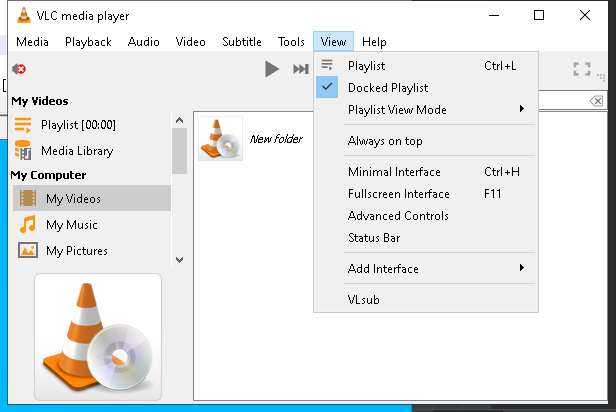 VLC media player
Media Playback Audio Video Subtitle Tools View Help
My Videos
Playlist [00:00]
Media Library
My Computer
My Videos
My Music
My Pictures
New folder
Playlist Ctrl+L
Docked Playlist
Playlist View Mode
Always on top
Minimal Interface Ctrl+H
Fullscreen Interface F11
Advanced Controls
Status Bar
Add Interface
VLsub